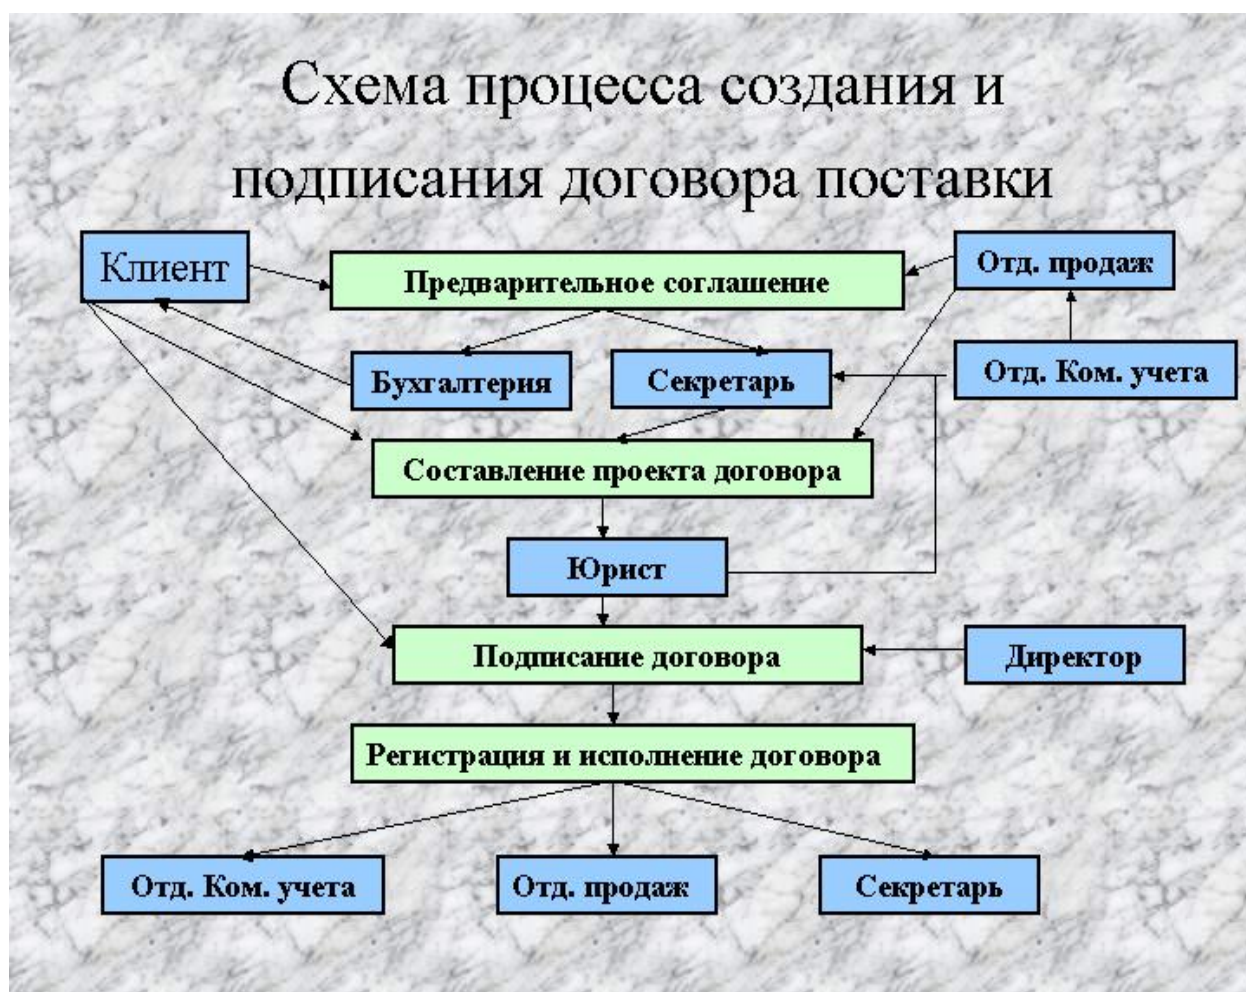 Схема процесса создания и
подписания договора поставки
Клиент
Предварительное соглашение
Отд. продаж
Бухгалтерия
Секретарь
Отд. Ком. учета
Составление проекта договора
Юрист
Подписание договора
Директор
Регистрация и исполнение договора
Отд. Ком. учета
Отд. продаж
Секретарь